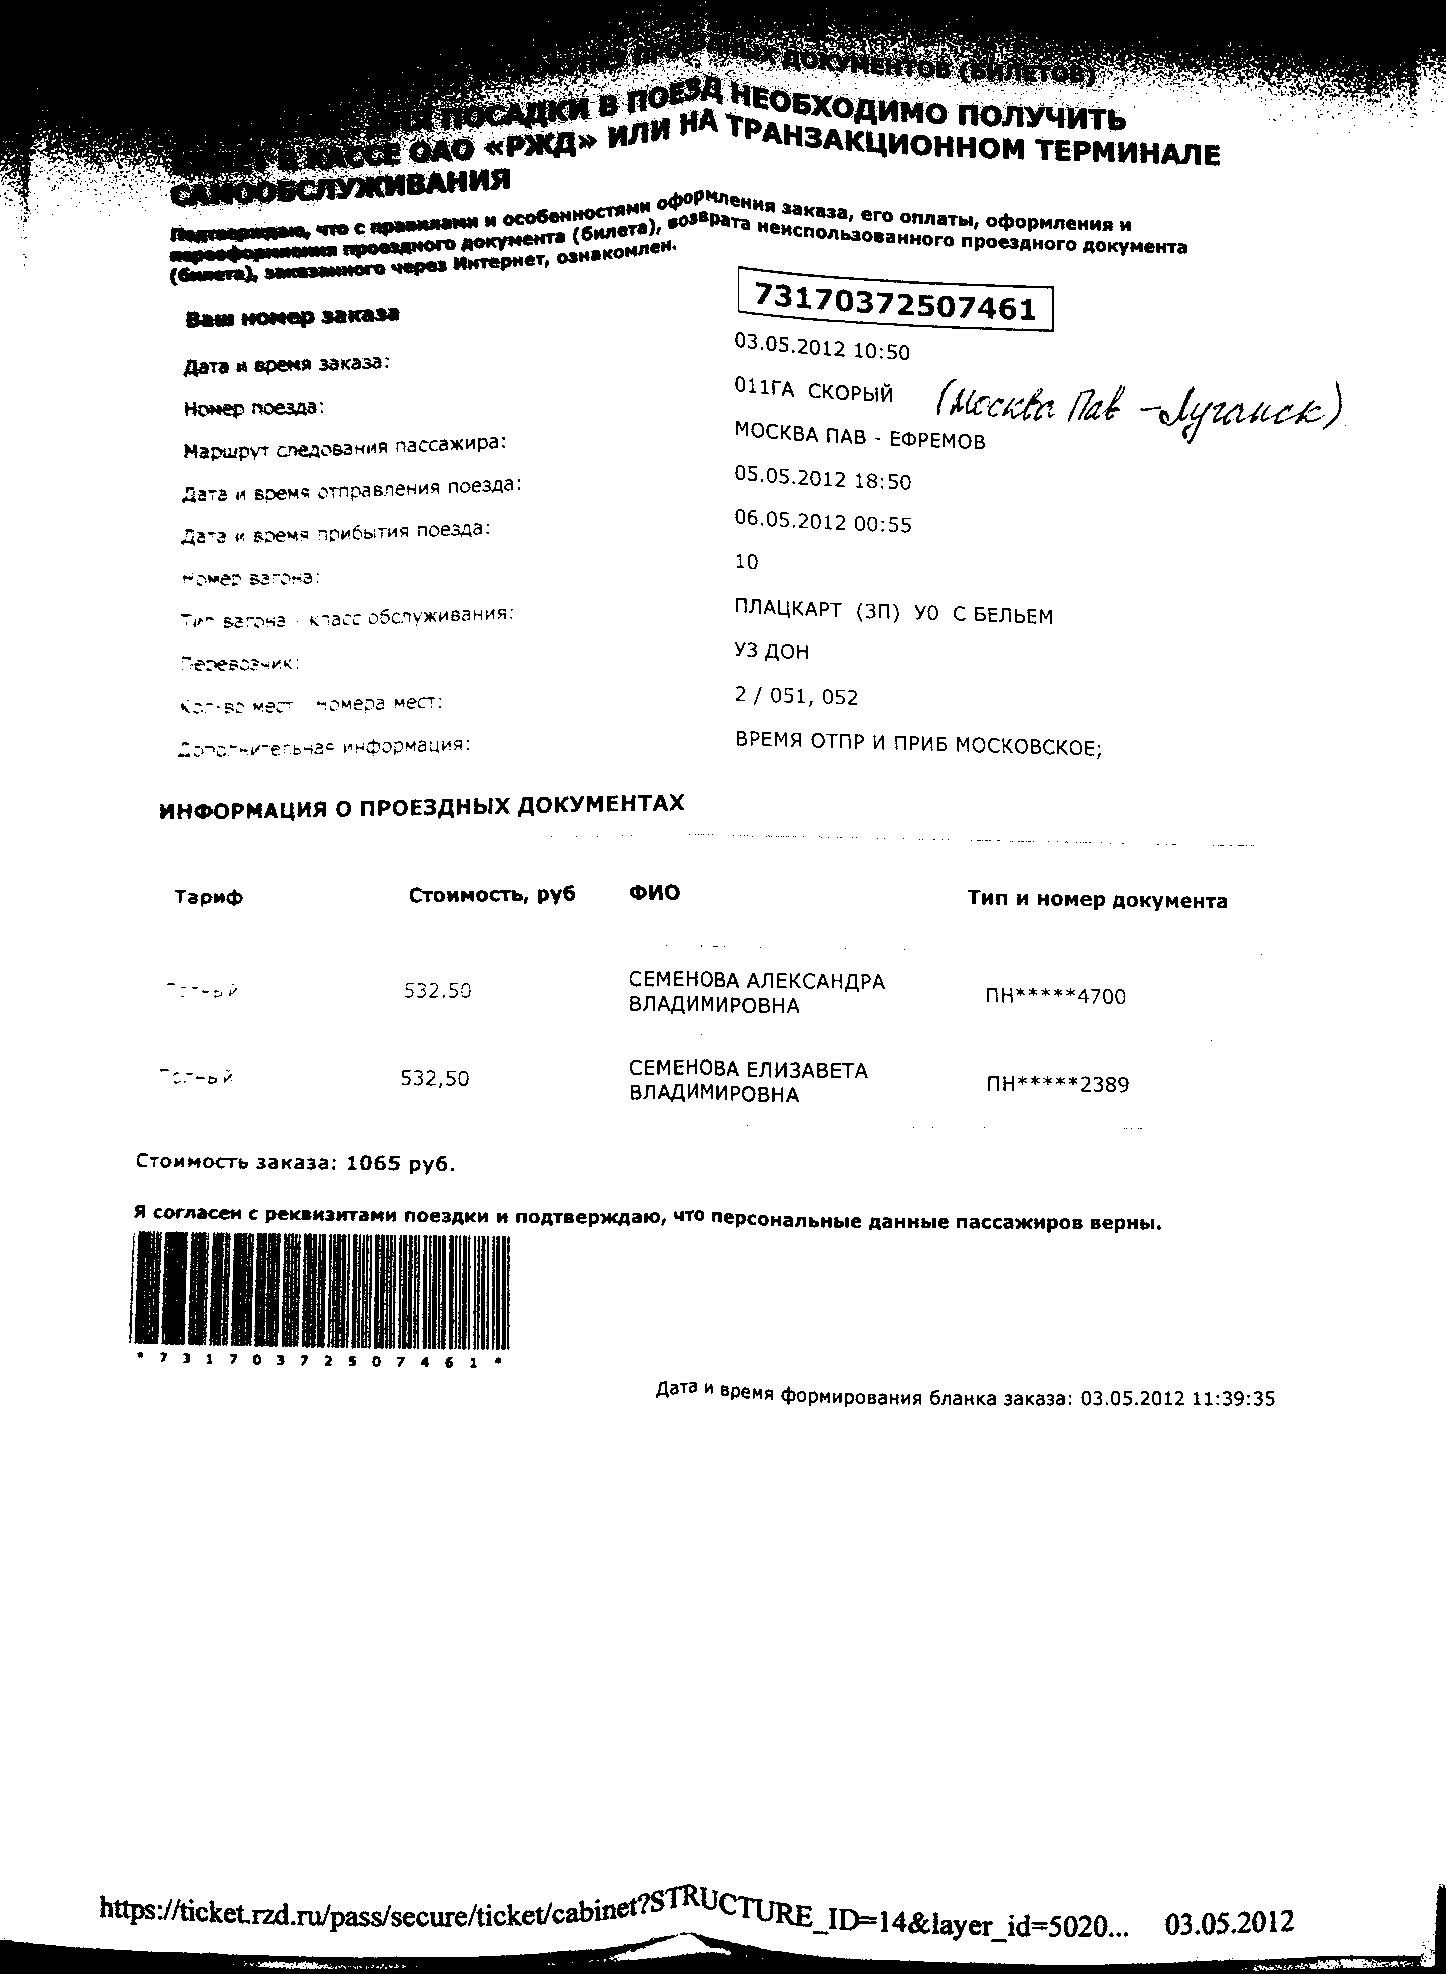 ДОКУМЕНТОВ (БИЛЕТОВ)
ПОСАДКИ В ПОЕЗД НЕОБХОДИМО ПОЛУЧИТЬ
В КАССЕ ОАО «РЖД» ИЛИ НА ТРАНЗАКЦИОННОМ ТЕРМИНАЛЕ
САМООБСЛУЖИВАНИЯ
Подтверждаю, что с правилами и особенностями оформления заказа, его оплаты, оформления и
переоформления проездного документа (билета), возврата неиспользованного проездного документа
(билета), заказанного через Интернет, ознакомлен.
Ваш номер заказа 73170372507461
Дата и время заказа: 03.05.2012 10:50
Номер поезда: 011ГА СКОРЫЙ (Москва Пав - Луганск)
Маршрут следования пассажира: МОСКВА ПАВ - ЕФРЕМОВ
Дата и время отправления поезда: 05.05.2012 18:50
Дата и время прибытия поезда: 06.05.2012 00:55
Номер вагона: 10
Тип вагона - класс обслуживания: ПЛАЦКАРТ (3П) У0 С БЕЛЬЕМ
Перевозчик: УЗ ДОН
Кол-во мест номера мест: 2 / 051, 052
Дополнительная информация: ВРЕМЯ ОТПР И ПРИБ МОСКОВСКОЕ;
ИНФОРМАЦИЯ О ПРОЕЗДНЫХ ДОКУМЕНТАХ
Тариф Стоимость, руб ФИО Тип и номер документа
Полный 532,50 СЕМЕНОВА АЛЕКСАНДРА ПН*****4700
ВЛАДИМИРОВНА
Полный 532,50 СЕМЕНОВА ЕЛИЗАВЕТА ПН*****2389
ВЛАДИМИРОВНА
Стоимость заказа: 1065 руб.
Я согласен с реквизитами поездки и подтверждаю, что персональные данные пассажиров верны.
*73170372507461*
Дата и время формирования бланка заказа: 03.05.2012 11:39:35
https://ticket.rzd.ru/pass/secure/ticket/cabinet?STRUCTURE_ID=14&layer_id=5020... 03.05.2012